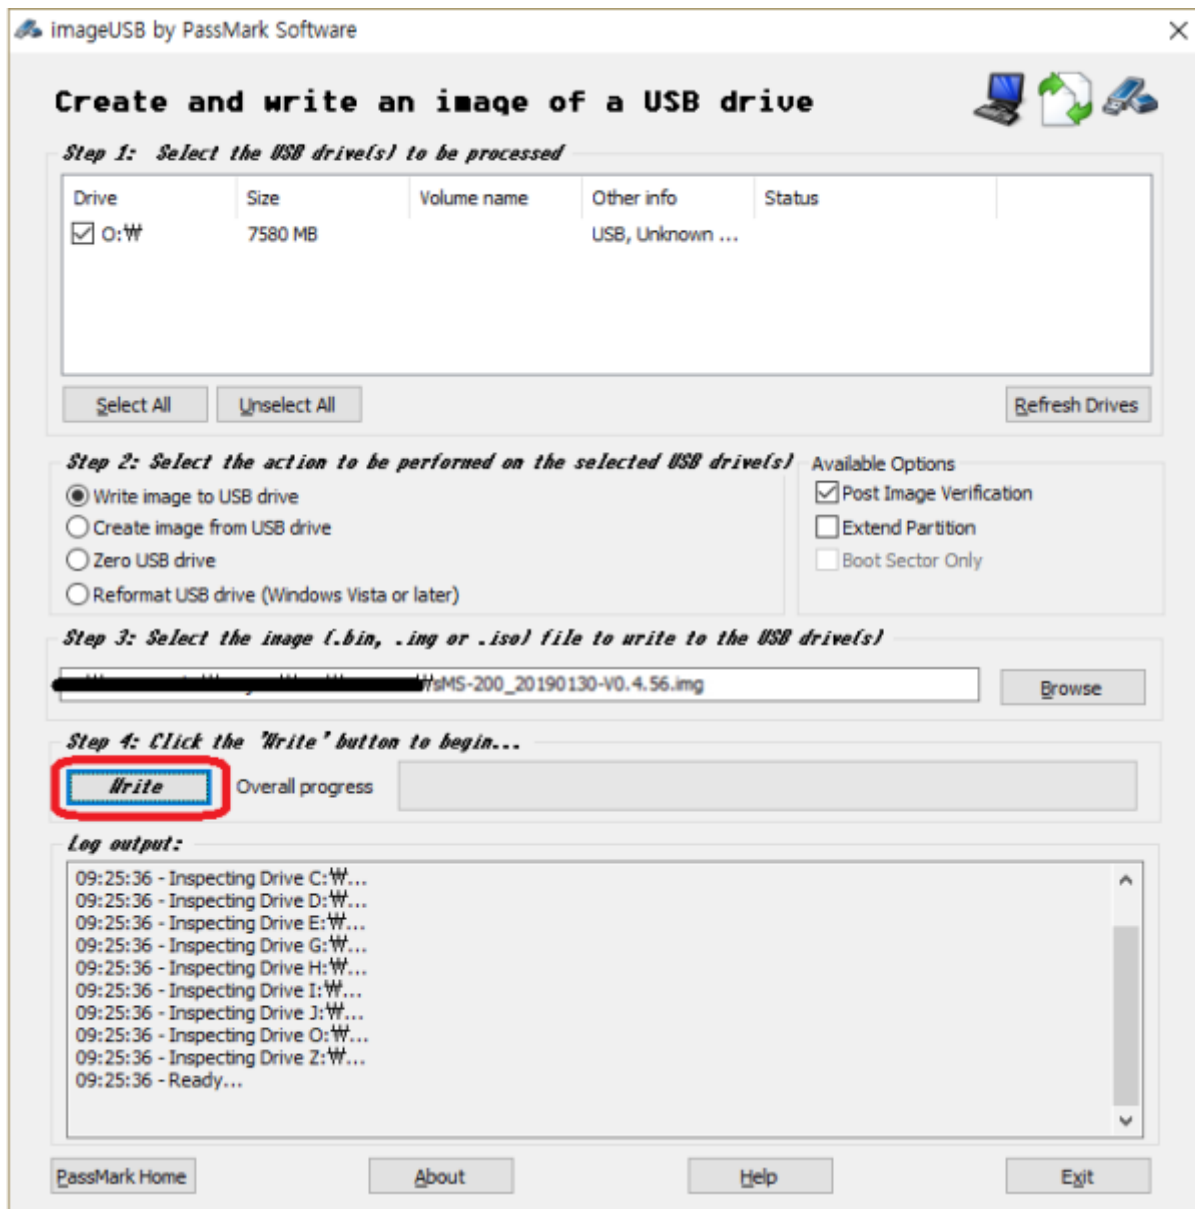 imageUSB by PassMark Software
Create and write an image of a USB drive
Step 1: Select the USB drive(s) to be processed
Drive Size Volume name Other info Status
O:₩ 7580 MB USB, Unknown ...
Select All Unselect All Refresh Drives
Step 2: Select the action to be performed on the selected USB drive(s) Available Options
Write image to USB drive Post Image Verification
Create image from USB drive Extend Partition
Zero USB drive Boot Sector Only
Reformat USB drive (Windows Vista or later)
Step 3: Select the image (.bin, .img or .iso) file to write to the USB drive(s)
₩sMS-200_20190130-V0.4.56.img Browse
Step 4: Click the 'Write' button to begin...
Write Overall progress
Log output:
09:25:36 - Inspecting Drive C:₩...
09:25:36 - Inspecting Drive D:₩...
09:25:36 - Inspecting Drive E:₩...
09:25:36 - Inspecting Drive G:₩...
09:25:36 - Inspecting Drive H:₩...
09:25:36 - Inspecting Drive I:₩...
09:25:36 - Inspecting Drive J:₩...
09:25:36 - Inspecting Drive O:₩...
09:25:36 - Inspecting Drive Z:₩...
09:25:36 - Ready...
PassMark Home About Help Exit